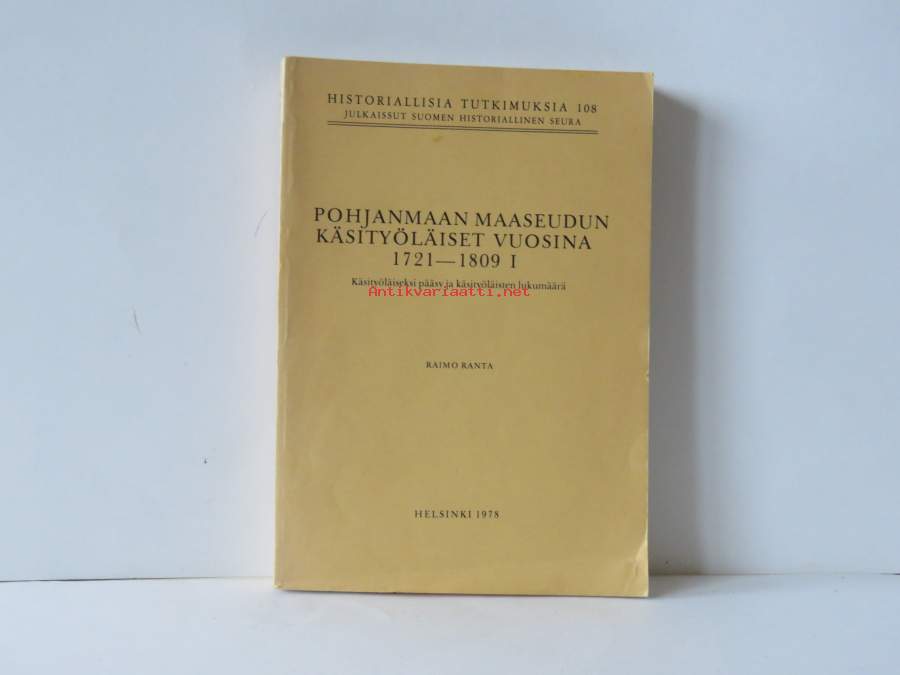 HISTORIALLISIA TUTKIMUKSIA 108
JULKAISSUT SUOMEN HISTORIALLINEN SEURA
POHJANMAAN MAASEUDUN
KÄSITYÖLÄISET VUOSINA
1721—1809 I
Käsityöläiseksi pääsy ja käsityöläisten lukumäärä
Antikvariaatti.net
RAIMO RANTA
HELSINKI 1978